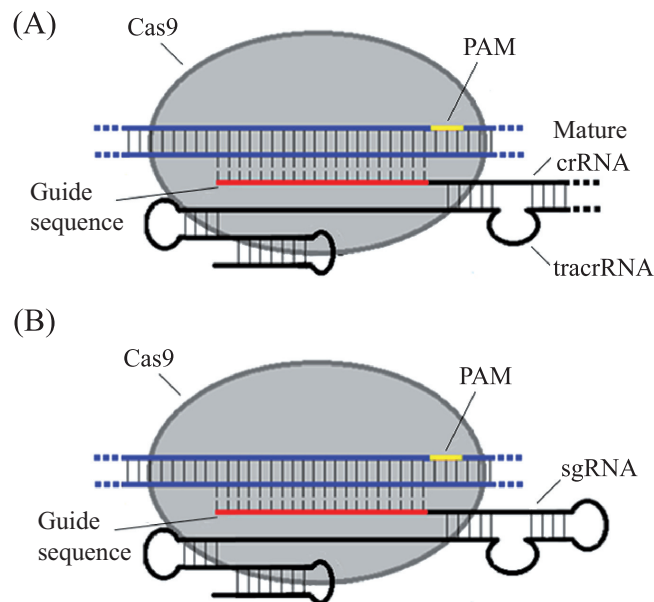 (A)
Cas9
PAM
Mature
crRNA
Guide
sequence
tracrRNA
(B)
Cas9
PAM
sgRNA
Guide
sequence